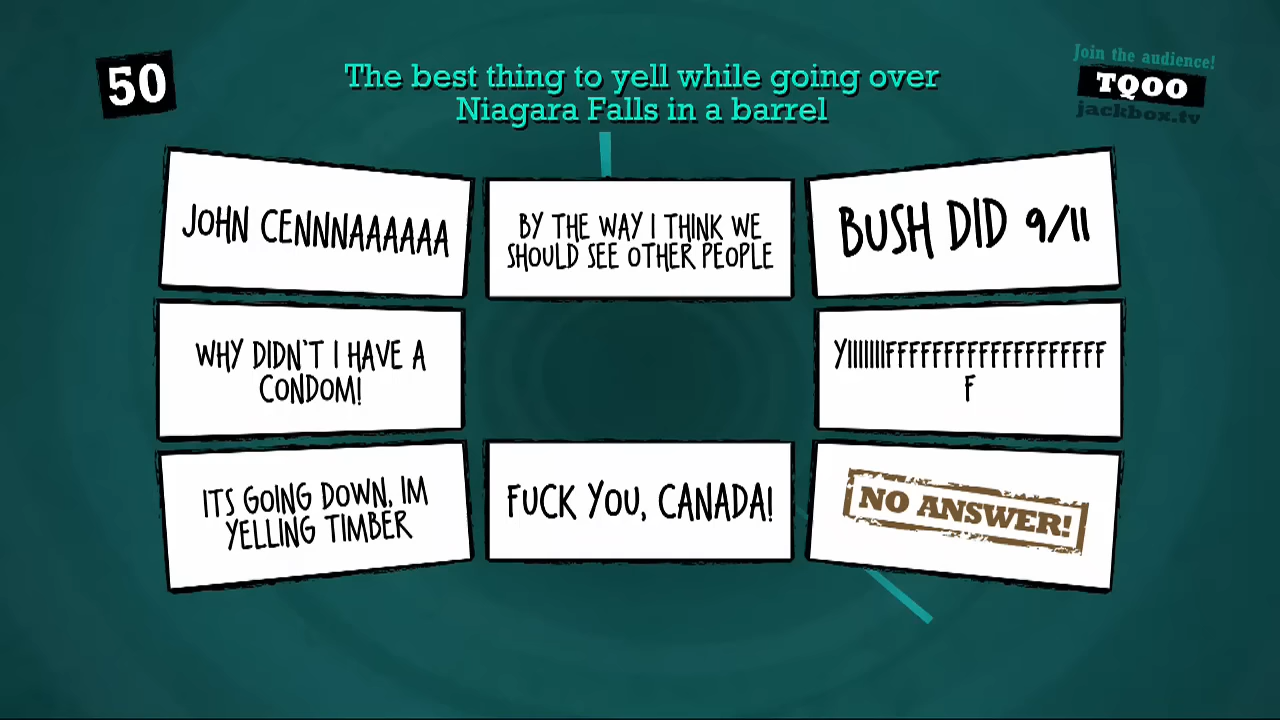 50
The best thing to yell while going over
Niagara Falls in a barrel
Join the audience!
TQOO
jackbox.tv
JOHN CENNNAAAAAA
BY THE WAY I THINK WE
SHOULD SEE OTHER PEOPLE
BUSH DID 9/11
WHY DIDN'T I HAVE A
CONDOM!
YIIIIIIIFFFFFFFFFFFFFFFFFFF
F
ITS GOING DOWN, IM
YELLING TIMBER
FUCK YOU, CANADA!
NO ANSWER!